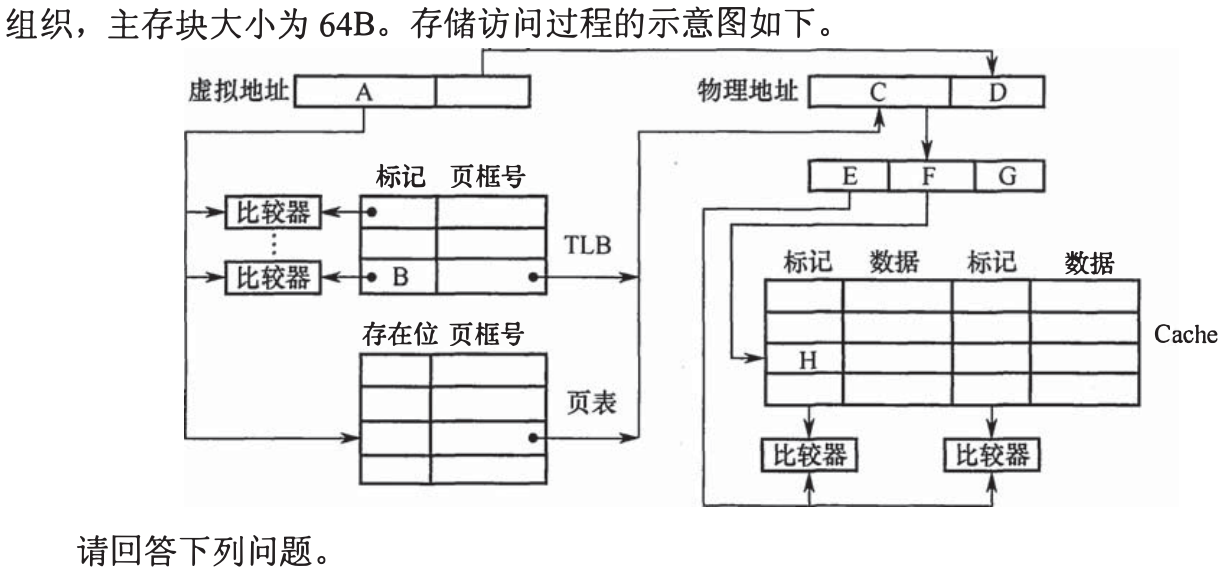 组织，主存块大小为 64B。存储访问过程的示意图如下。
虚拟地址 A
物理地址 C D
E F G
标记 页框号
比较器
比较器
B
TLB
存在位 页框号
页表
标记 数据 标记 数据
H
Cache
比较器 比较器
请回答下列问题。